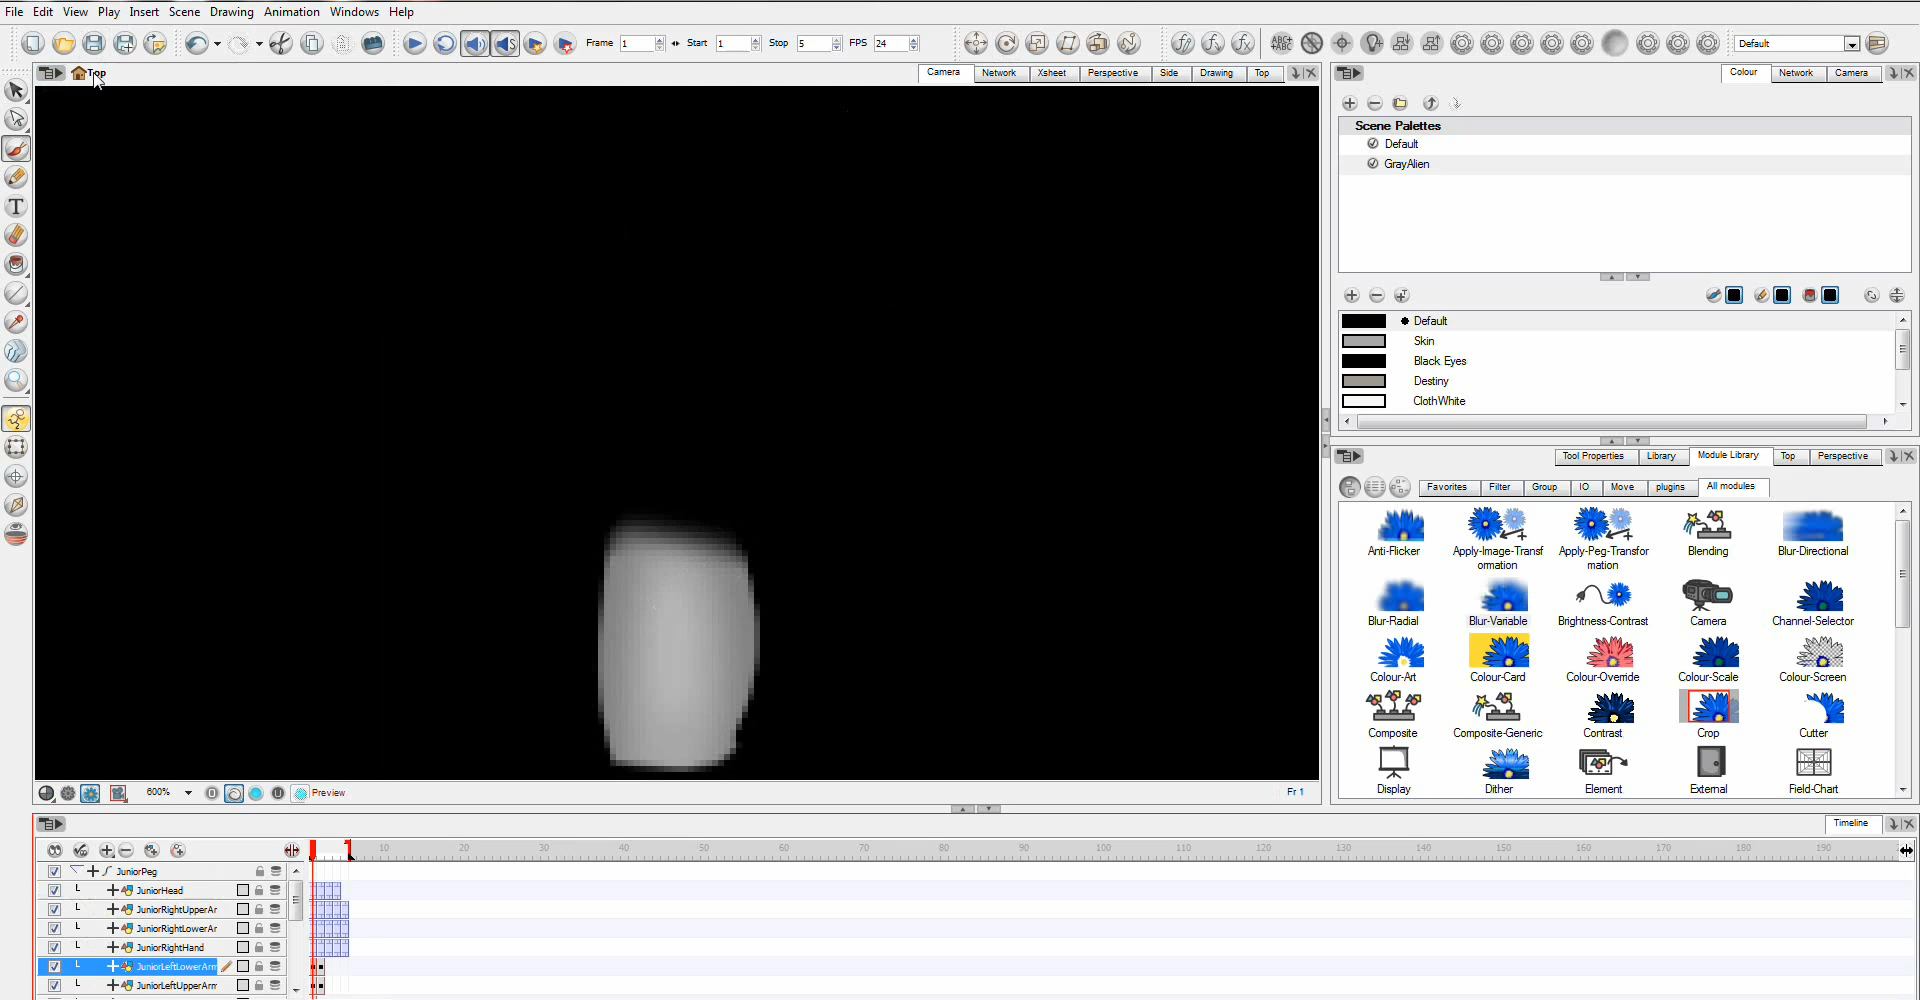 File Edit View Play Insert Scene Drawing Animation Windows Help
Frame 1 Start 1 Stop 5 FPS 24 ABC+ ABC Default
Top Camera Network Xsheet Perspective Side Drawing Top
Colour Network Camera
Scene Palettes
Default
GrayAlien
Default
Skin
Black Eyes
Destiny
ClothWhite
Tool Properties Library Module Library Top Perspective
Favorites Filter Group IO Move plugins All modules
Anti-Flicker Apply-Image-Transf ormation Apply-Peg-Transfor mation Blending Blur-Directional
Blur-Radial Blur-Variable Brightness-Contrast Camera Channel-Selector
Colour-Art Colour-Card Colour-Override Colour-Scale Colour-Screen
Composite Composite-Generic Contrast Crop Cutter
Display Dither Element External Field-Chart
600% Preview Fr 1
Timeline
10 20 30 40 50 60 70 80 90 100 110 120 130 140 150 160 170 180 190
JuniorPeg
JuniorHead
JuniorRightUpperAr
JuniorRightLowerAr
JuniorRightHand
JuniorLeftLowerArm
JuniorLeftUpperArm